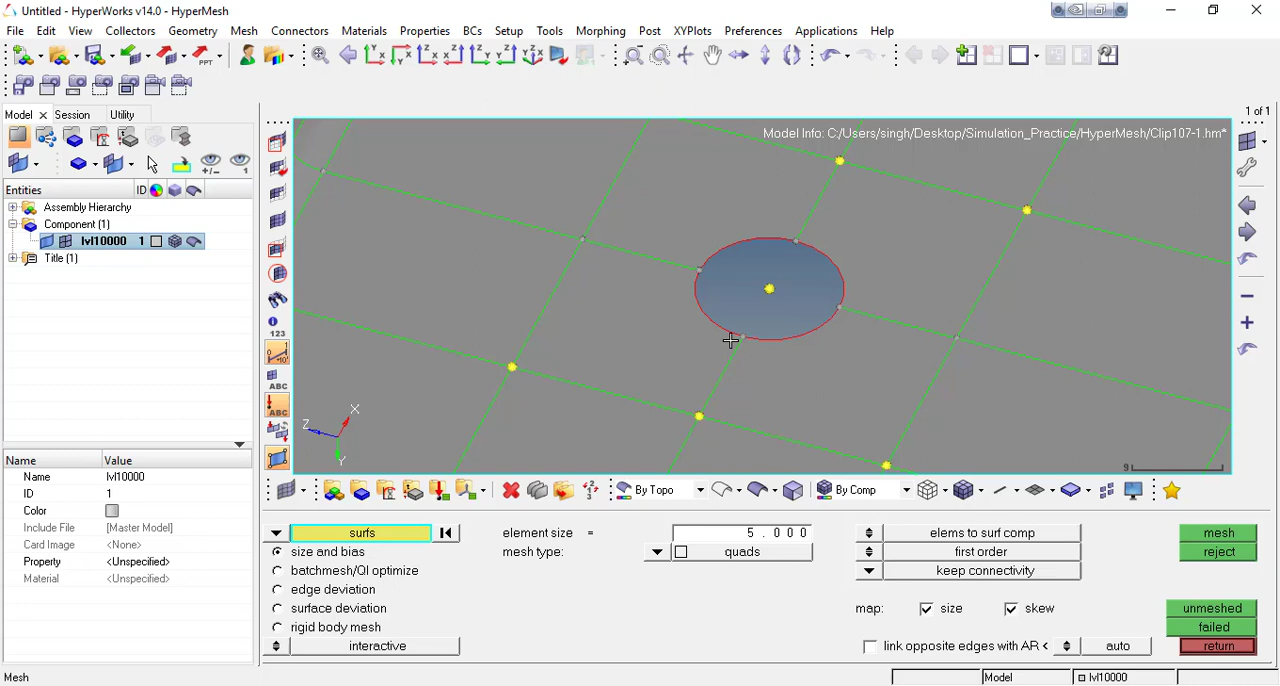 Untitled - HyperWorks v14.0 - HyperMesh
File Edit View Collectors Geometry Mesh Connectors Materials Properties BCs Setup Tools Morphing Post XYPlots Preferences Applications Help
Model Session Utility
1 of 1
Model Info: C:/Users/singh/Desktop/Simulation_Practice/HyperMesh/Clip107-1.hm*
Entities ID
Assembly Hierarchy
Component (1)
lvl10000 1
Title (1)
123
ABC
ABC
X
Z
Y
9
Name Value
Name lvl10000
ID 1
Color
Include File [Master Model]
Card Image <None>
Property <Unspecified>
Material <Unspecified>
By Topo
By Comp
surfs
size and bias
batchmesh/QI optimize
edge deviation
surface deviation
rigid body mesh
interactive
element size = 5.000
mesh type: quads
elems to surf comp
first order
keep connectivity
map: size skew
link opposite edges with AR < auto
mesh
reject
unmeshed
failed
return
Mesh
Model
lvl10000